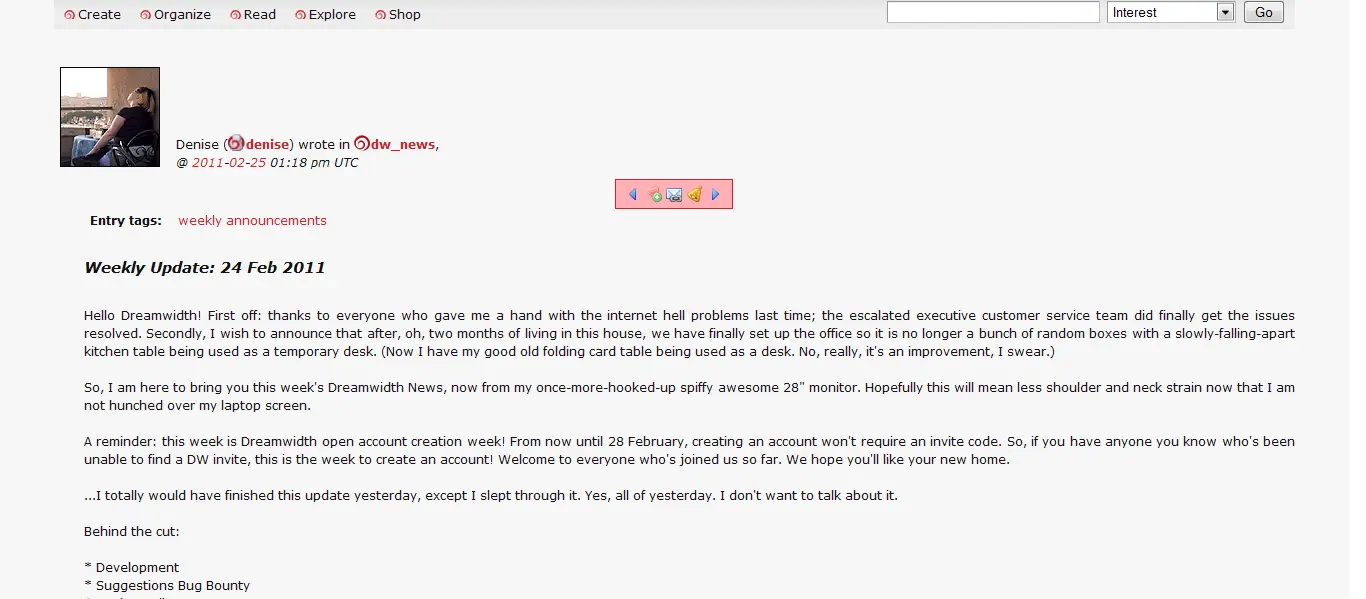 Create Organize Read Explore Shop Interest Go
Denise (denise) wrote in dw_news,
@ 2011-02-25 01:18 pm UTC
Entry tags: weekly announcements
Weekly Update: 24 Feb 2011
Hello Dreamwidth! First off: thanks to everyone who gave me a hand with the internet hell problems last time; the escalated executive customer service team did finally get the issues
resolved. Secondly, I wish to announce that after, oh, two months of living in this house, we have finally set up the office so it is no longer a bunch of random boxes with a slowly-falling-apart
kitchen table being used as a temporary desk. (Now I have my good old folding card table being used as a desk. No, really, it's an improvement, I swear.)
So, I am here to bring you this week's Dreamwidth News, now from my once-more-hooked-up spiffy awesome 28" monitor. Hopefully this will mean less shoulder and neck strain now that I am
not hunched over my laptop screen.
A reminder: this week is Dreamwidth open account creation week! From now until 28 February, creating an account won't require an invite code. So, if you have anyone you know who's been
unable to find a DW invite, this is the week to create an account! Welcome to everyone who's joined us so far. We hope you'll like your new home.
...I totally would have finished this update yesterday, except I slept through it. Yes, all of yesterday. I don't want to talk about it.
Behind the cut:
* Development
* Suggestions Bug Bounty